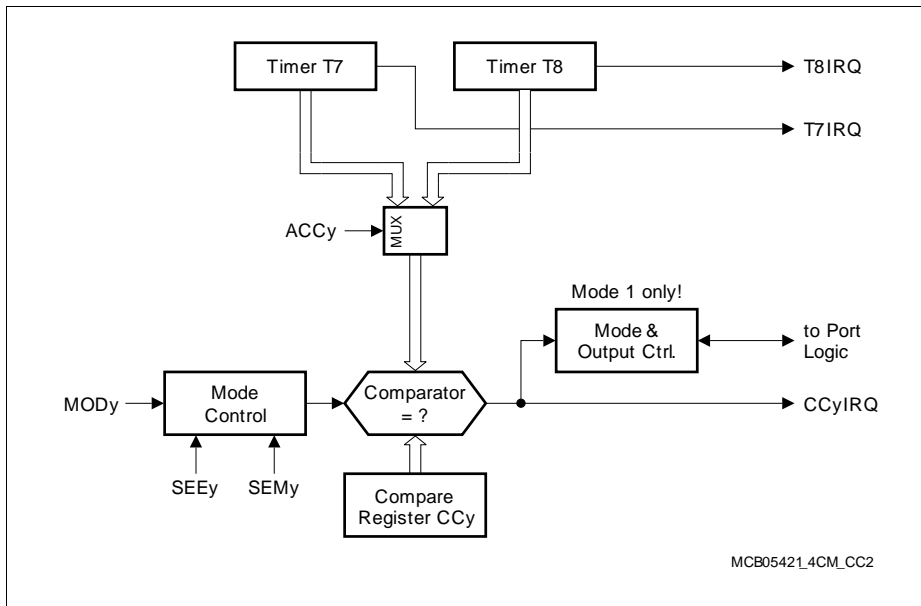 Timer T7
Timer T8
T8IRQ
T7IRQ
ACCy
MUX
Mode 1 only!
Mode &
Output Ctrl.
to Port
Logic
MODy
Mode
Control
Comparator
= ?
CCyIRQ
SEEy
SEMy
Compare
Register CCy
MCB05421_4CM_CC2